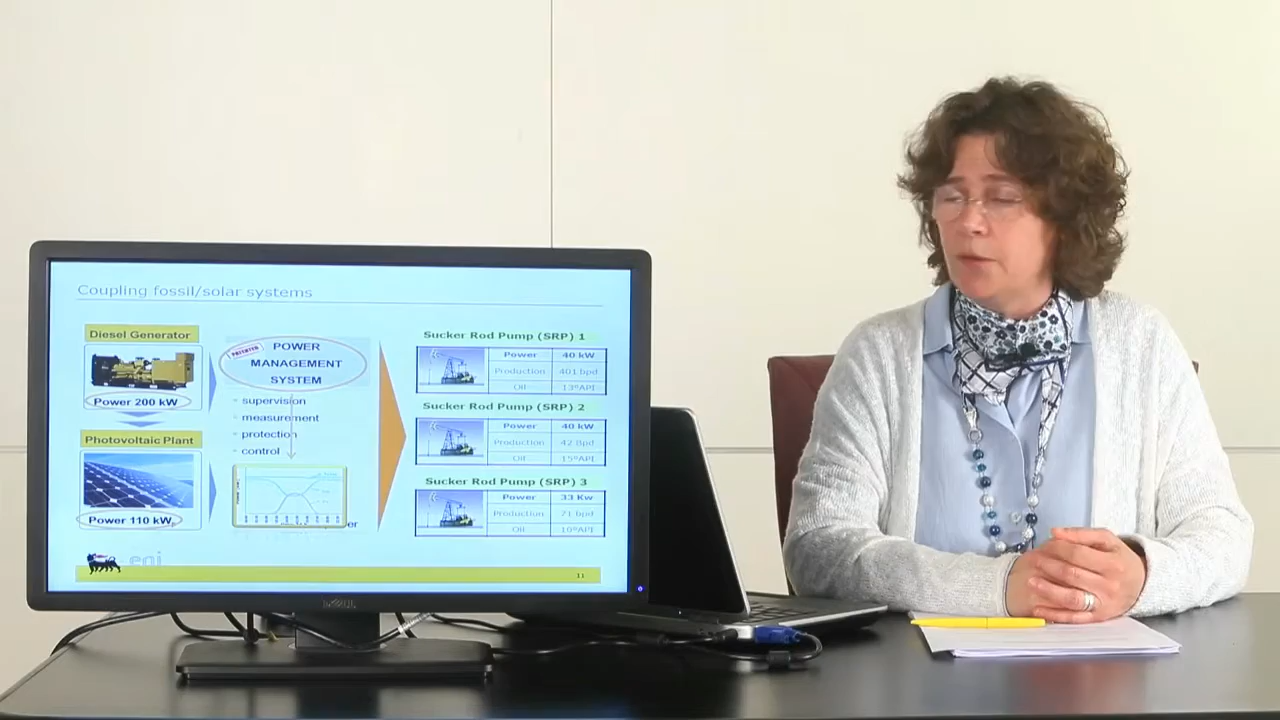 Coupling fossil/solar systems
Diesel Generator
Power 200 kW
Photovoltaic Plant
Power 110 kW
PATENTED
POWER
MANAGEMENT
SYSTEM
supervision
measurement
protection
control
er
Sucker Rod Pump (SRP) 1
Power 40 kW
Production 401 bpd
Oil 13°API
Sucker Rod Pump (SRP) 2
Power 40 kW
Production 42 Bpd
Oil 15°API
Sucker Rod Pump (SRP) 3
Power 33 Kw
Production 71 bpd
Oil 10°API
eni
11
DELL